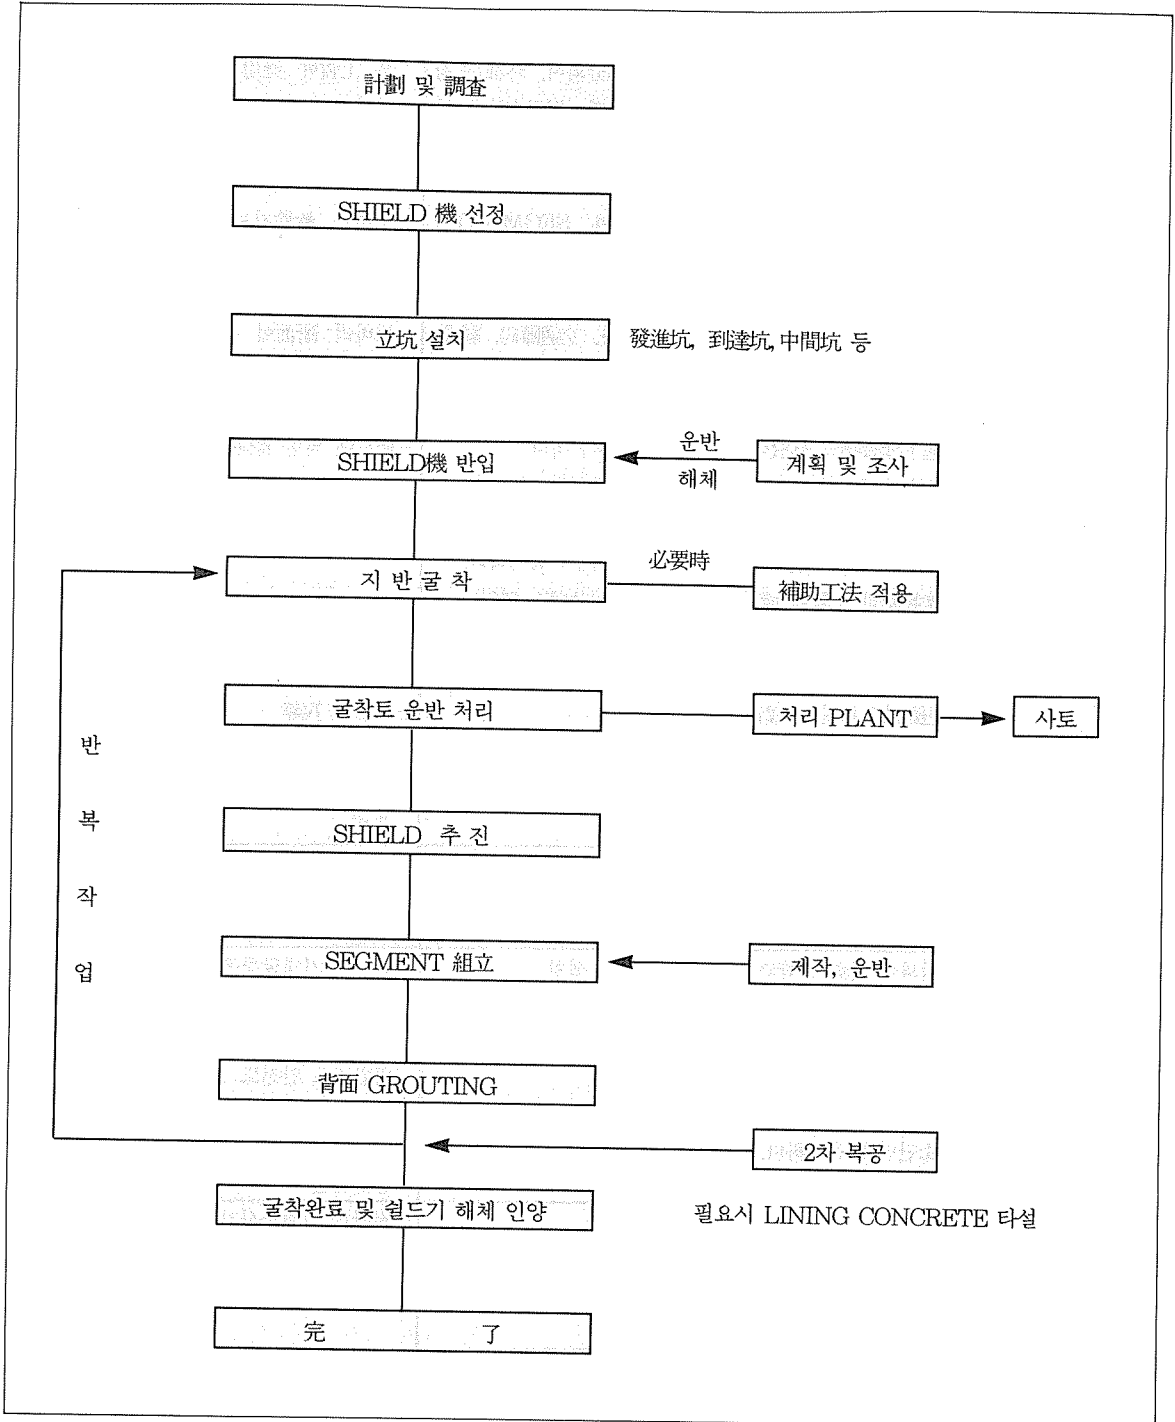 計劃 및 調査
SHIELD 機 선정
立坑 설치
發進坑, 到達坑, 中間坑 등
SHIELD機 반입
운반
해체
계획 및 조사
지 반 굴 착
必要時
補助工法 적용
굴착토 운반 처리
처리 PLANT
사토
반
복
작
업
SHIELD 추 진
SEGMENT 組立
제작, 운반
背面 GROUTING
2차 복공
굴착완료 및 쉴드기 해체 인양
필요시 LINING CONCRETE 타설
完 了